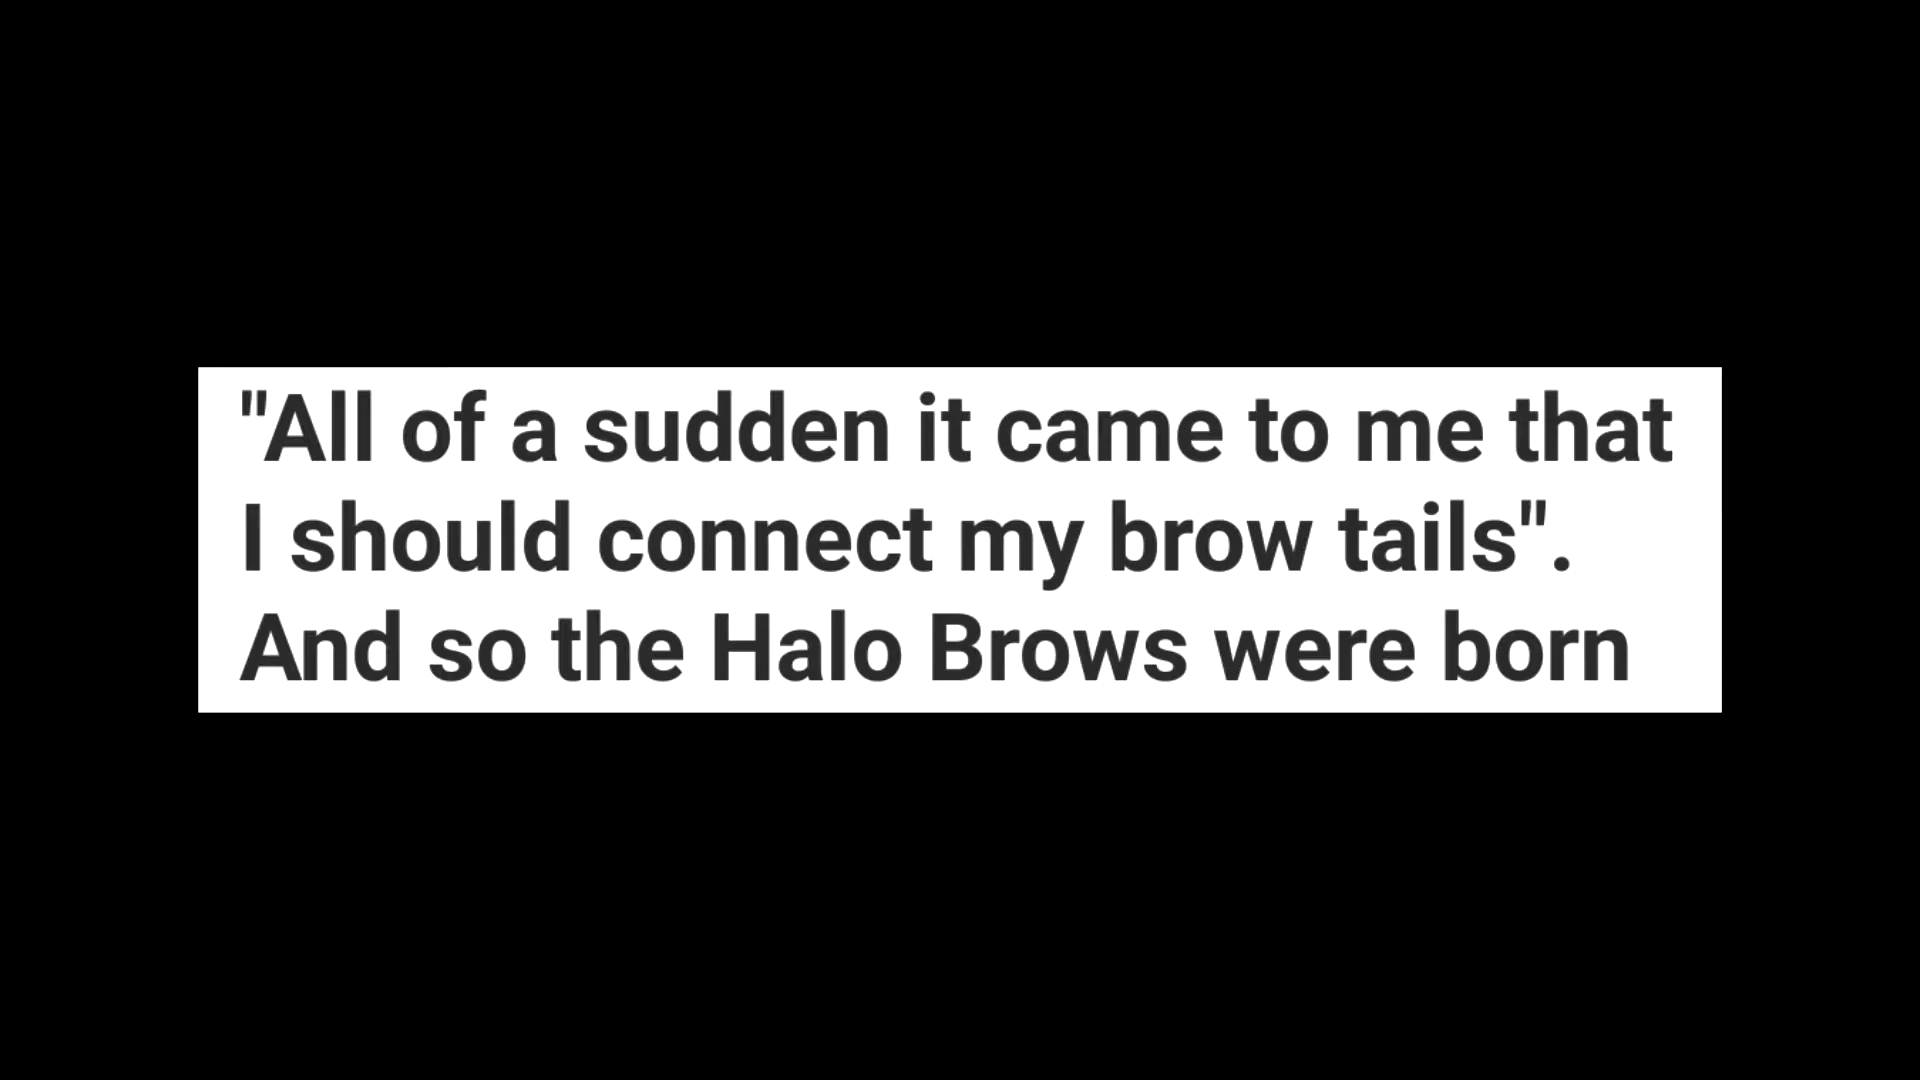 "All of a sudden it came to me that
I should connect my brow tails".
And so the Halo Brows were born